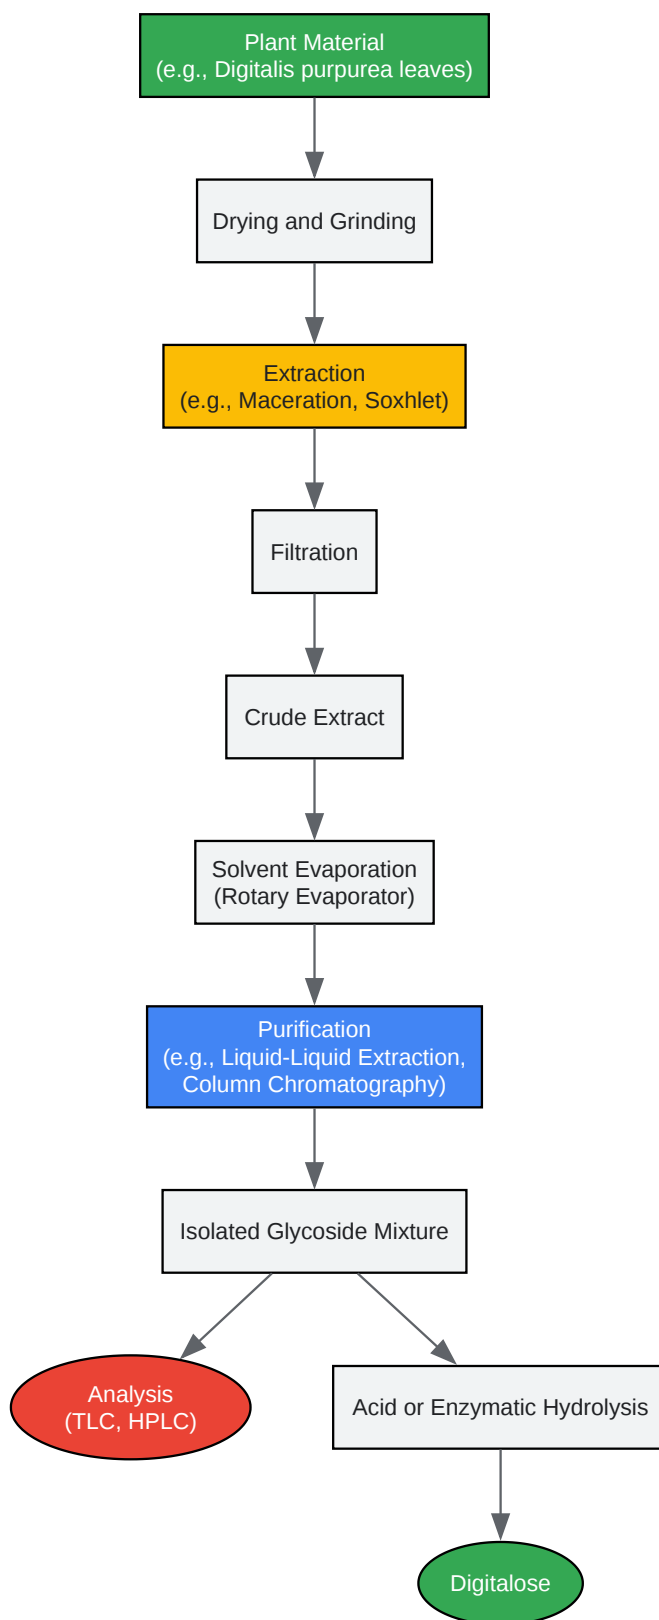 Plant Material
(e.g., Digitalis purpurea leaves)
Drying and Grinding
Extraction
(e.g., Maceration, Soxhlet)
Filtration
Crude Extract
Solvent Evaporation
(Rotary Evaporator)
Purification
(e.g., Liquid-Liquid Extraction,
Column Chromatography)
Isolated Glycoside Mixture
Analysis
(TLC, HPLC)
Acid or Enzymatic Hydrolysis
Digitalose